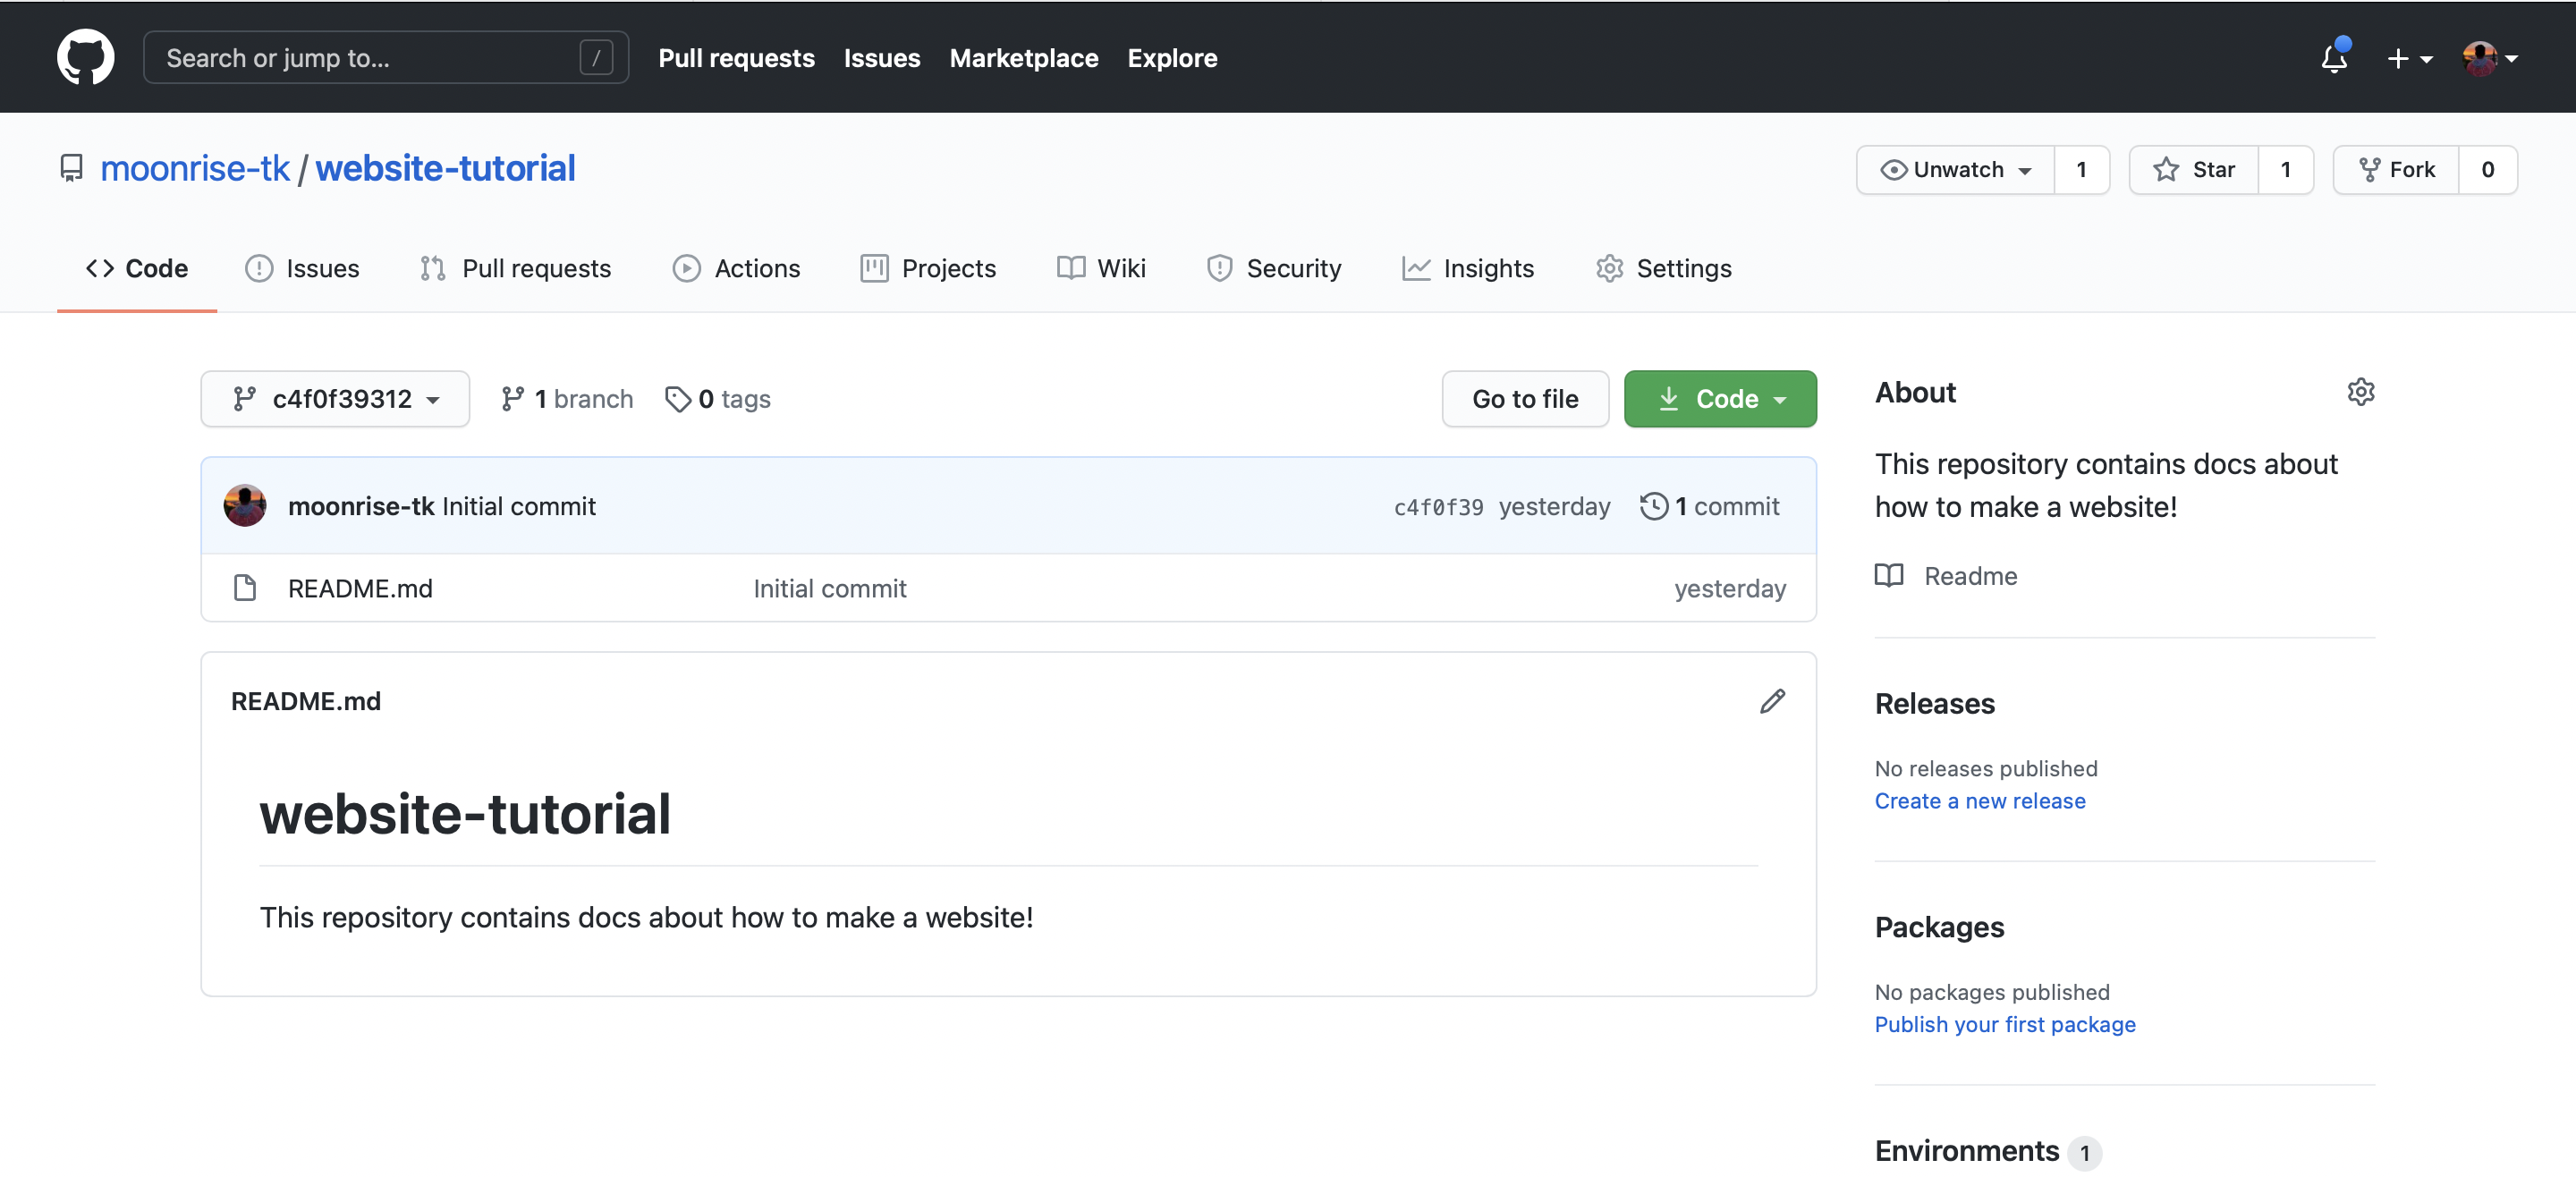 Search or jump to... /
Pull requests Issues Marketplace Explore
moonrise-tk / website-tutorial
Unwatch 1 Star 1 Fork 0
Code Issues Pull requests Actions Projects Wiki Security Insights Settings
c4f0f39312 1 branch 0 tags
Go to file Code
moonrise-tk Initial commit c4f0f39 yesterday 1 commit
README.md Initial commit yesterday
README.md
website-tutorial
This repository contains docs about how to make a website!
About
This repository contains docs about
how to make a website!
Readme
Releases
No releases published
Create a new release
Packages
No packages published
Publish your first package
Environments 1